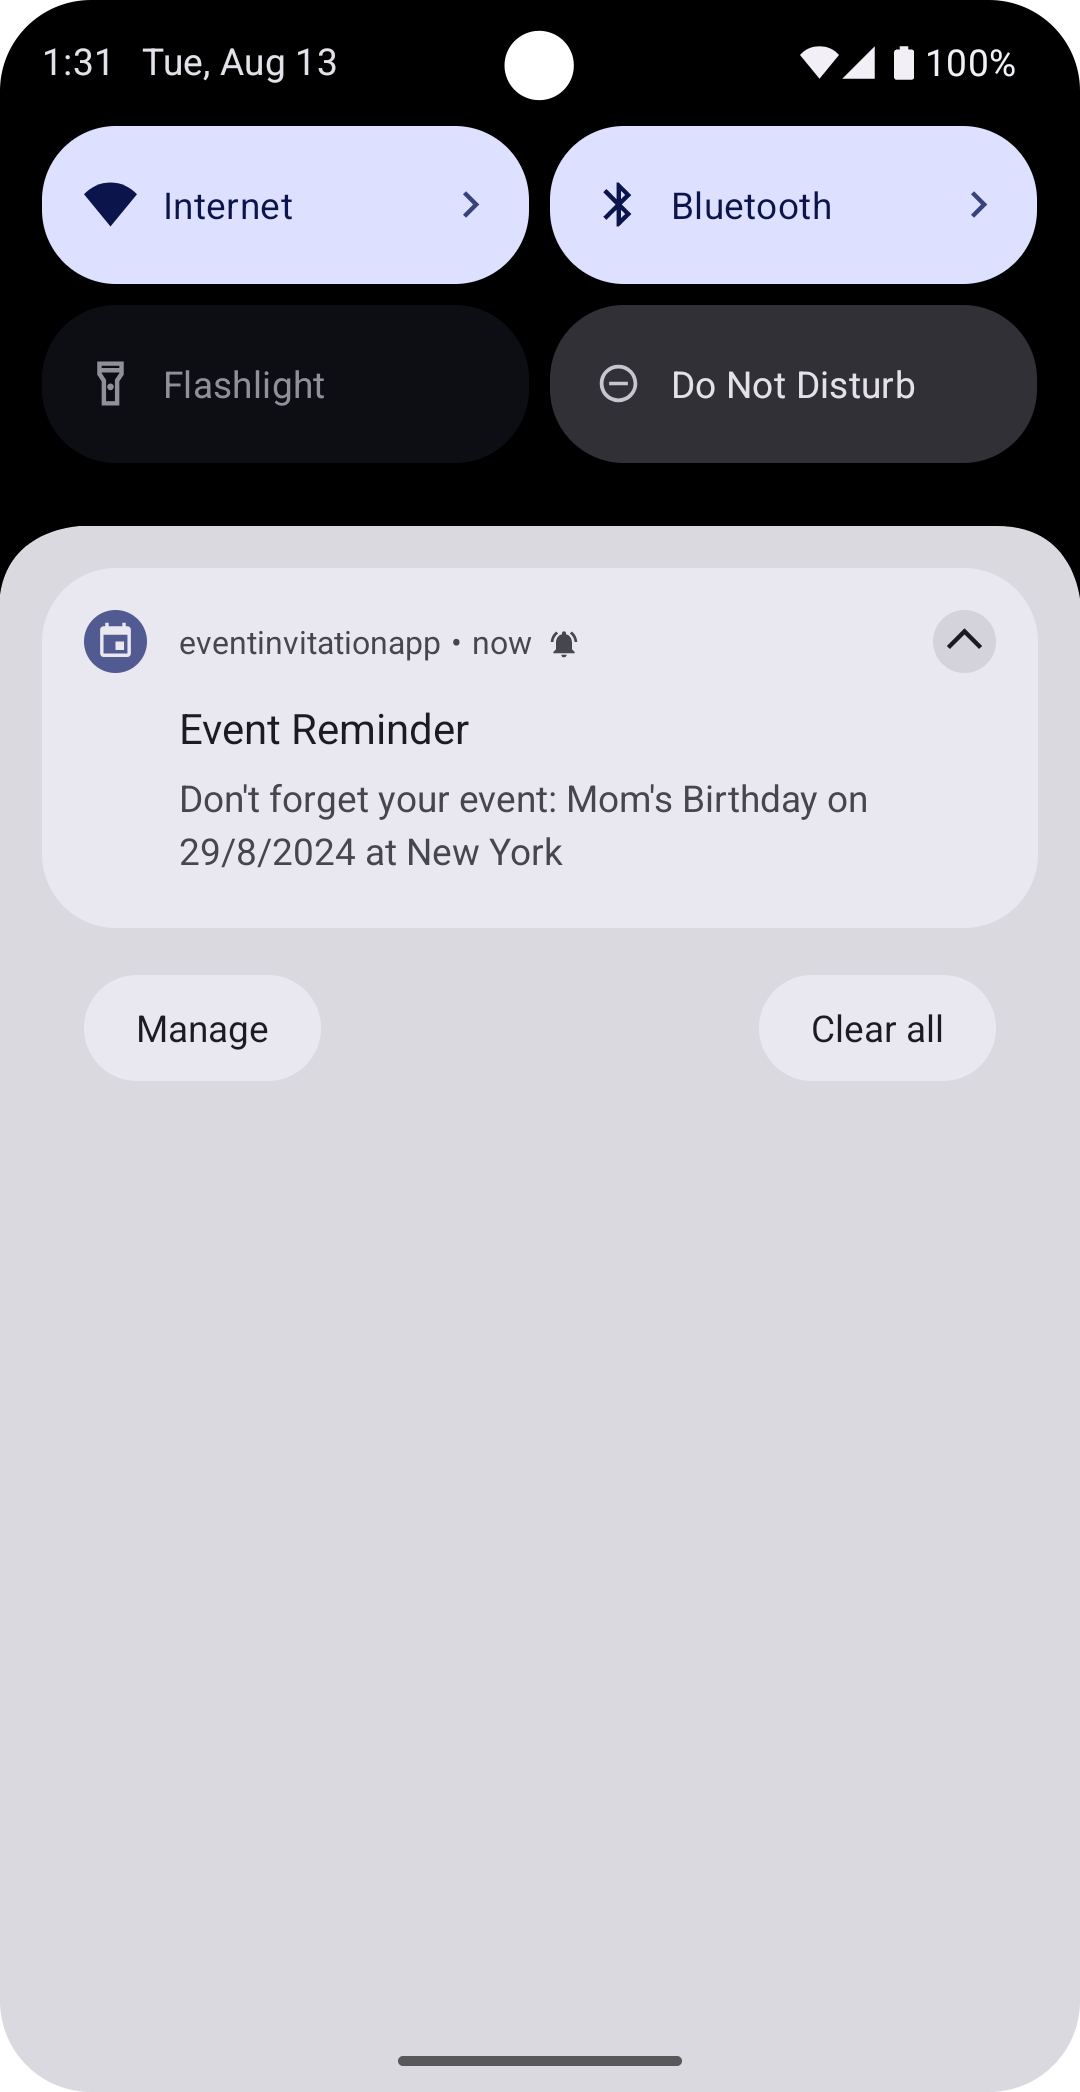 1:31 Tue, Aug 13 100%
Internet Bluetooth
Flashlight Do Not Disturb
eventinvitationapp • now
Event Reminder
Don't forget your event: Mom's Birthday on
29/8/2024 at New York
Manage Clear all